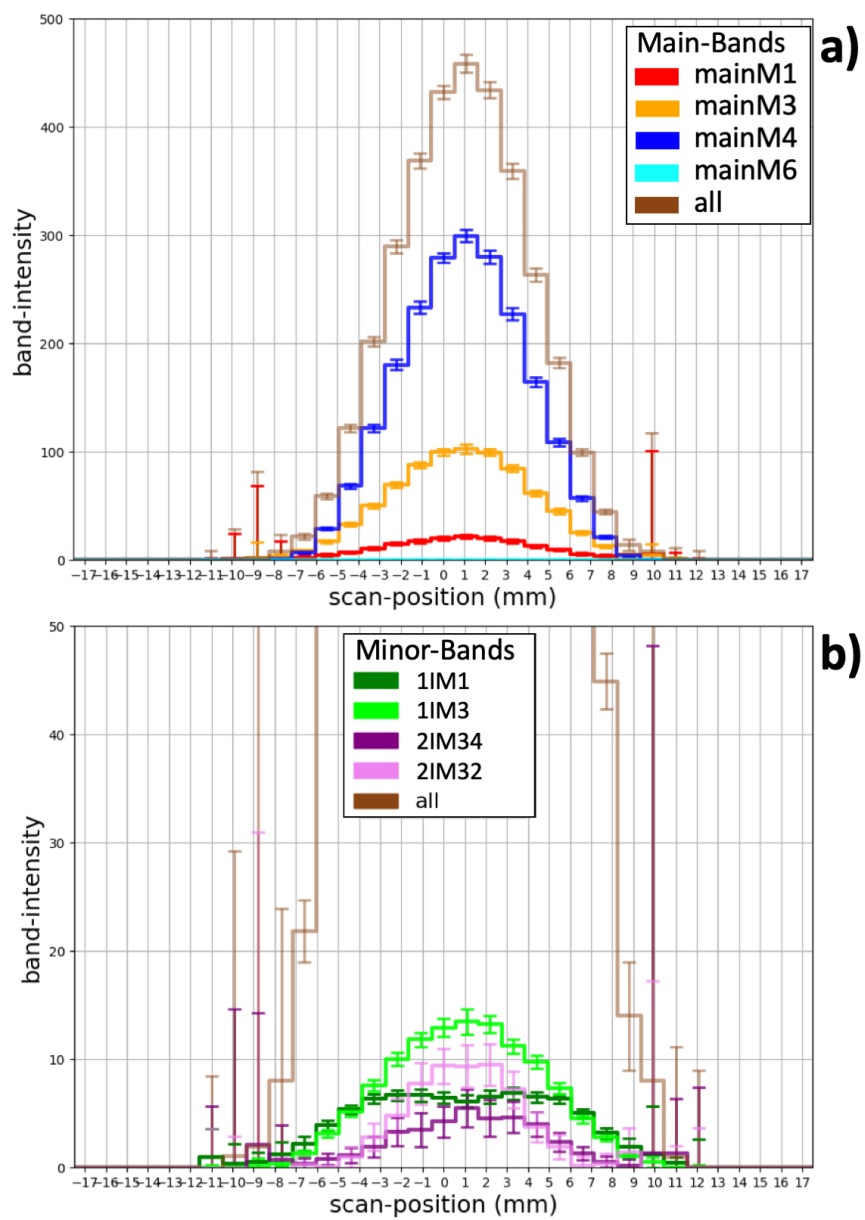 a)
500
400
300
200
100
0
band-intensity
Main-Bands
mainM1
mainM3
mainM4
mainM6
all
−17 −16 −15 −14 −13 −12 −11 −10 −9 −8 −7 −6 −5 −4 −3 −2 −1 0 1 2 3 4 5 6 7 8 9 10 11 12 13 14 15 16 17
scan-position (mm)
b)
50
40
30
20
10
0
band-intensity
Minor-Bands
1IM1
1IM3
2IM34
2IM32
all
−17 −16 −15 −14 −13 −12 −11 −10 −9 −8 −7 −6 −5 −4 −3 −2 −1 0 1 2 3 4 5 6 7 8 9 10 11 12 13 14 15 16 17
scan-position (mm)